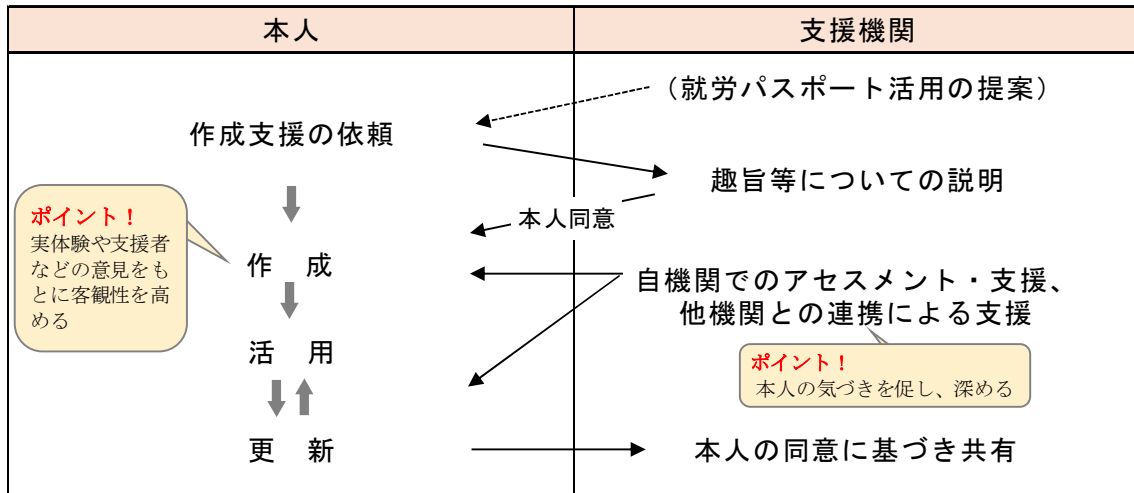 本人
支援機関
（就労パスポート活用の提案）
作成支援の依頼
趣旨等についての説明
本人同意
ポイント！
実体験や支援者
などの意見をも
とに客観性を高
める
作　成
自機関でのアセスメント・支援、
他機関との連携による支援
活　用
ポイント！
本人の気づきを促し、深める
更　新
本人の同意に基づき共有